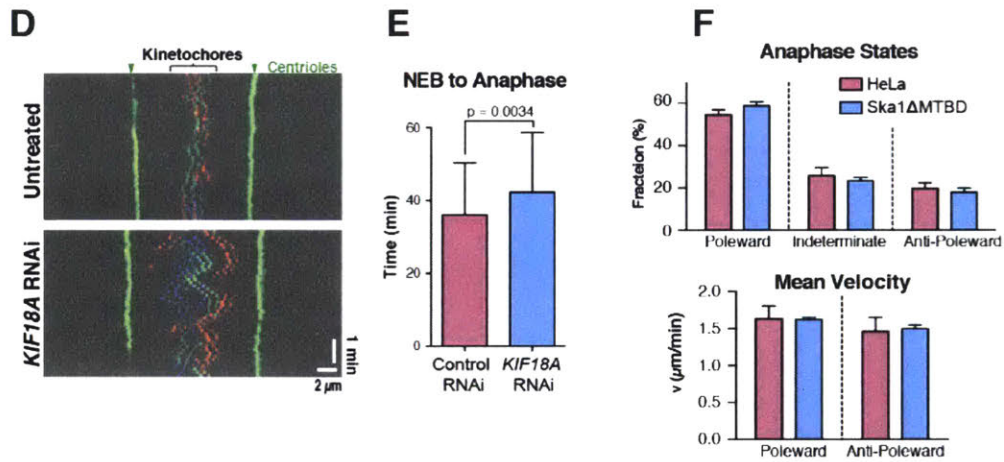 D
Kinetochores
Centrioles
Untreated
KIF18A RNAi
1 min
2 µm
E
NEB to Anaphase
p = 0.0034
60
40
20
0
Time (min)
Control
RNAi
KIF18A
RNAi
F
Anaphase States
HeLa
Ska1ΔMTBD
60
40
20
0
Fracteion (%)
Poleward
Indeterminate
Anti-Poleward
Mean Velocity
2.0
1.5
1.0
0.5
0.0
v (µm/min)
Poleward
Anti-Poleward